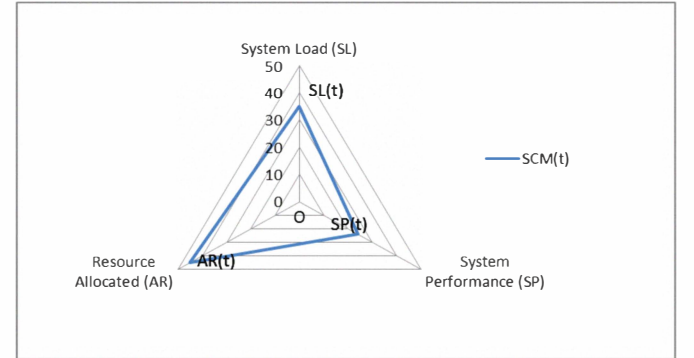 System Load (SL)
50
40
SL(t)
30
20
SCM(t)
10
0
O
SP(t)
AR(t)
Resource
Allocated (AR)
System
Performance (SP)